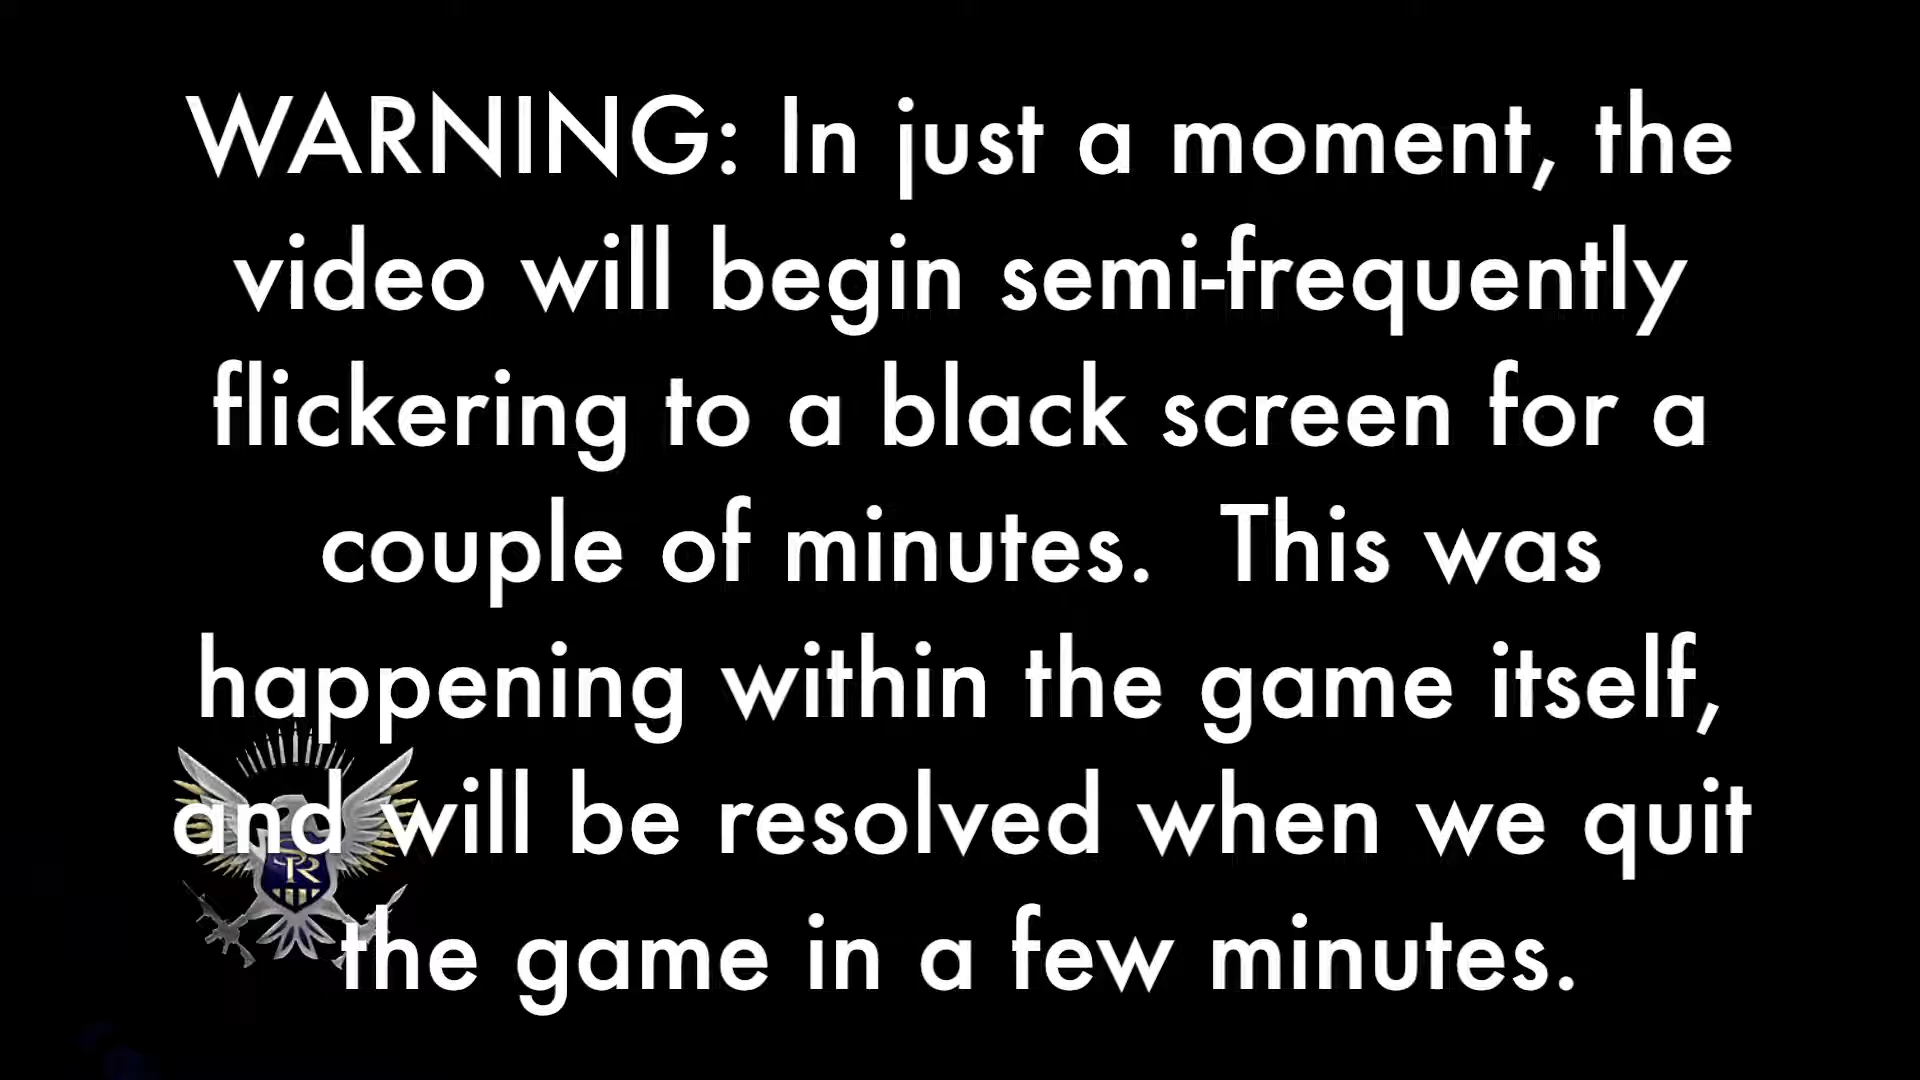 WARNING: In just a moment, the
video will begin semi-frequently
flickering to a black screen for a
couple of minutes.  This was
happening within the game itself,
and will be resolved when we quit
SR
the game in a few minutes.